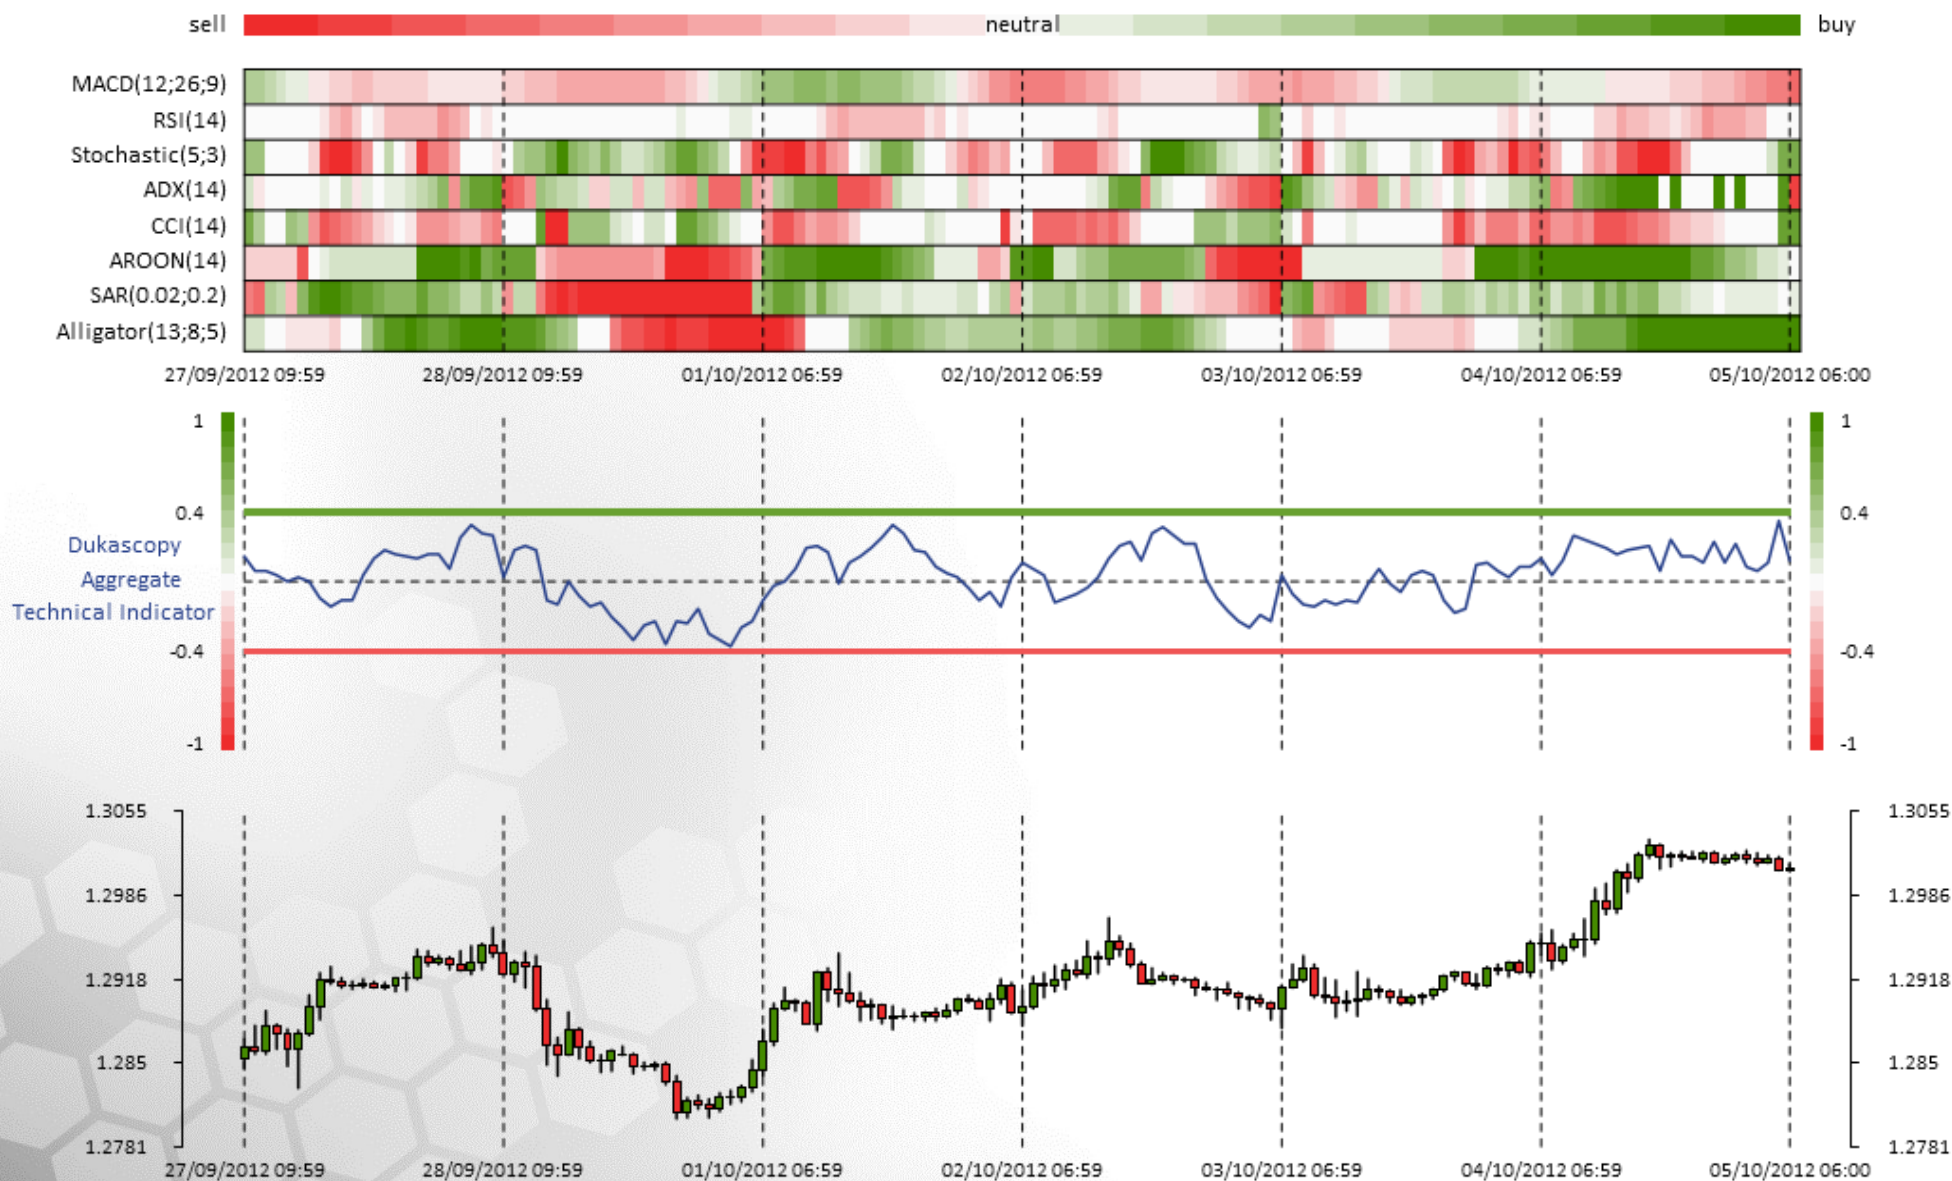 sell neutral buy
MACD(12;26;9)
RSI(14)
Stochastic(5;3)
ADX(14)
CCI(14)
AROON(14)
SAR(0.02;0.2)
Alligator(13;8;5)
27/09/2012 09:59 28/09/2012 09:59 01/10/2012 06:59 02/10/2012 06:59 03/10/2012 06:59 04/10/2012 06:59 05/10/2012 06:00
1 1
0.4 0.4
Dukascopy
Aggregate
Technical Indicator
-0.4 -0.4
-1 -1
1.3055 1.3055
1.2986 1.2986
1.2918 1.2918
1.285 1.285
1.2781 1.2781
27/09/2012 09:59 28/09/2012 09:59 01/10/2012 06:59 02/10/2012 06:59 03/10/2012 06:59 04/10/2012 06:59 05/10/2012 06:00